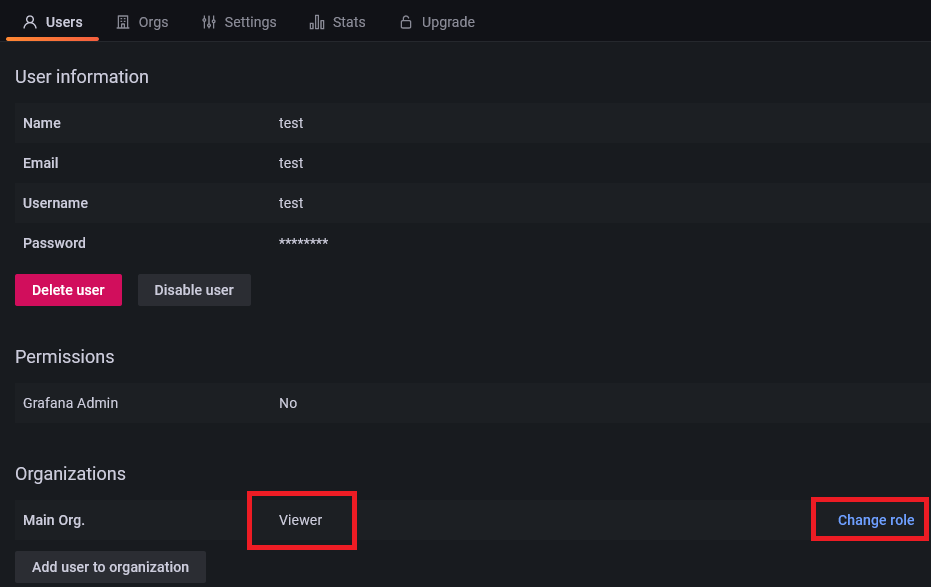 Users Orgs Settings Stats Upgrade
User information
Name test
Email test
Username test
Password ********
Delete user Disable user
Permissions
Grafana Admin No
Organizations
Main Org. Viewer Change role
Add user to organization